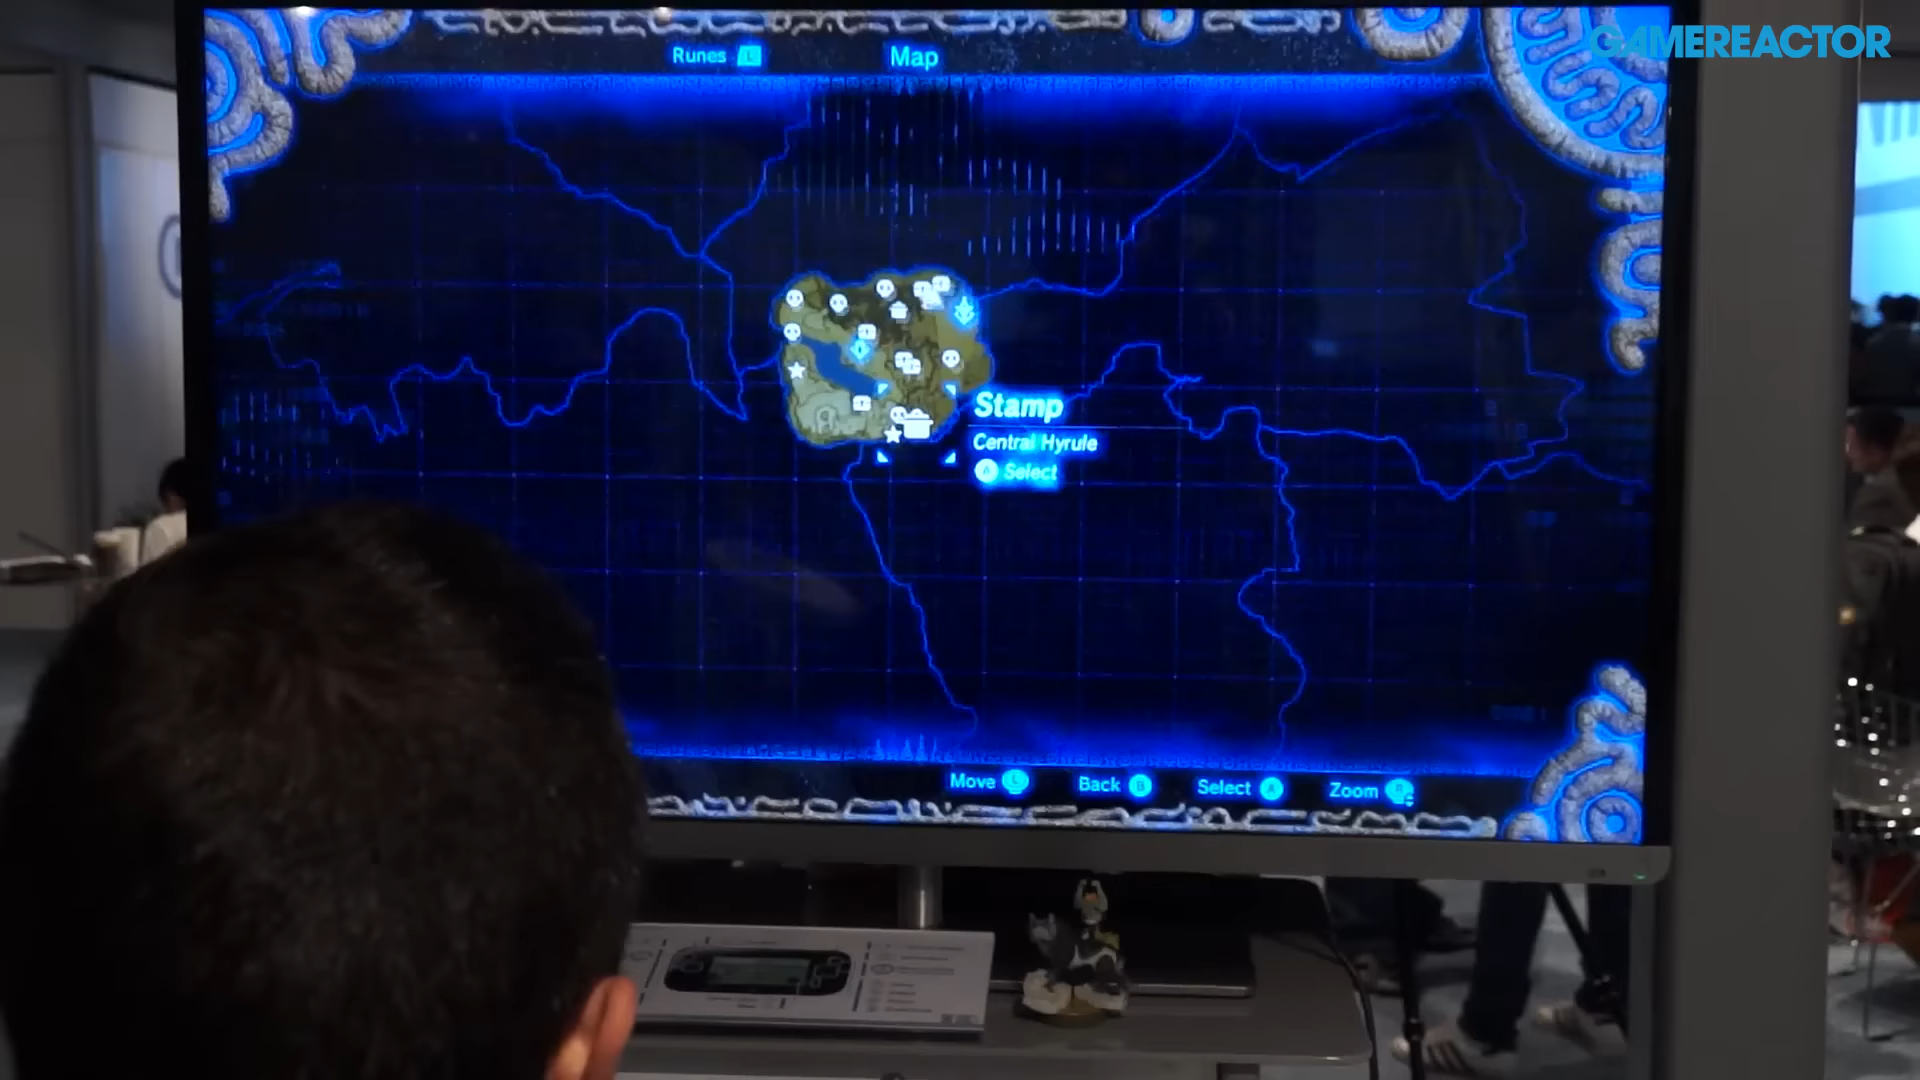 GAMEREACTOR
Runes L
Map
Stamp
Central Hyrule
A Select
Move L
Back B
Select A
Zoom R